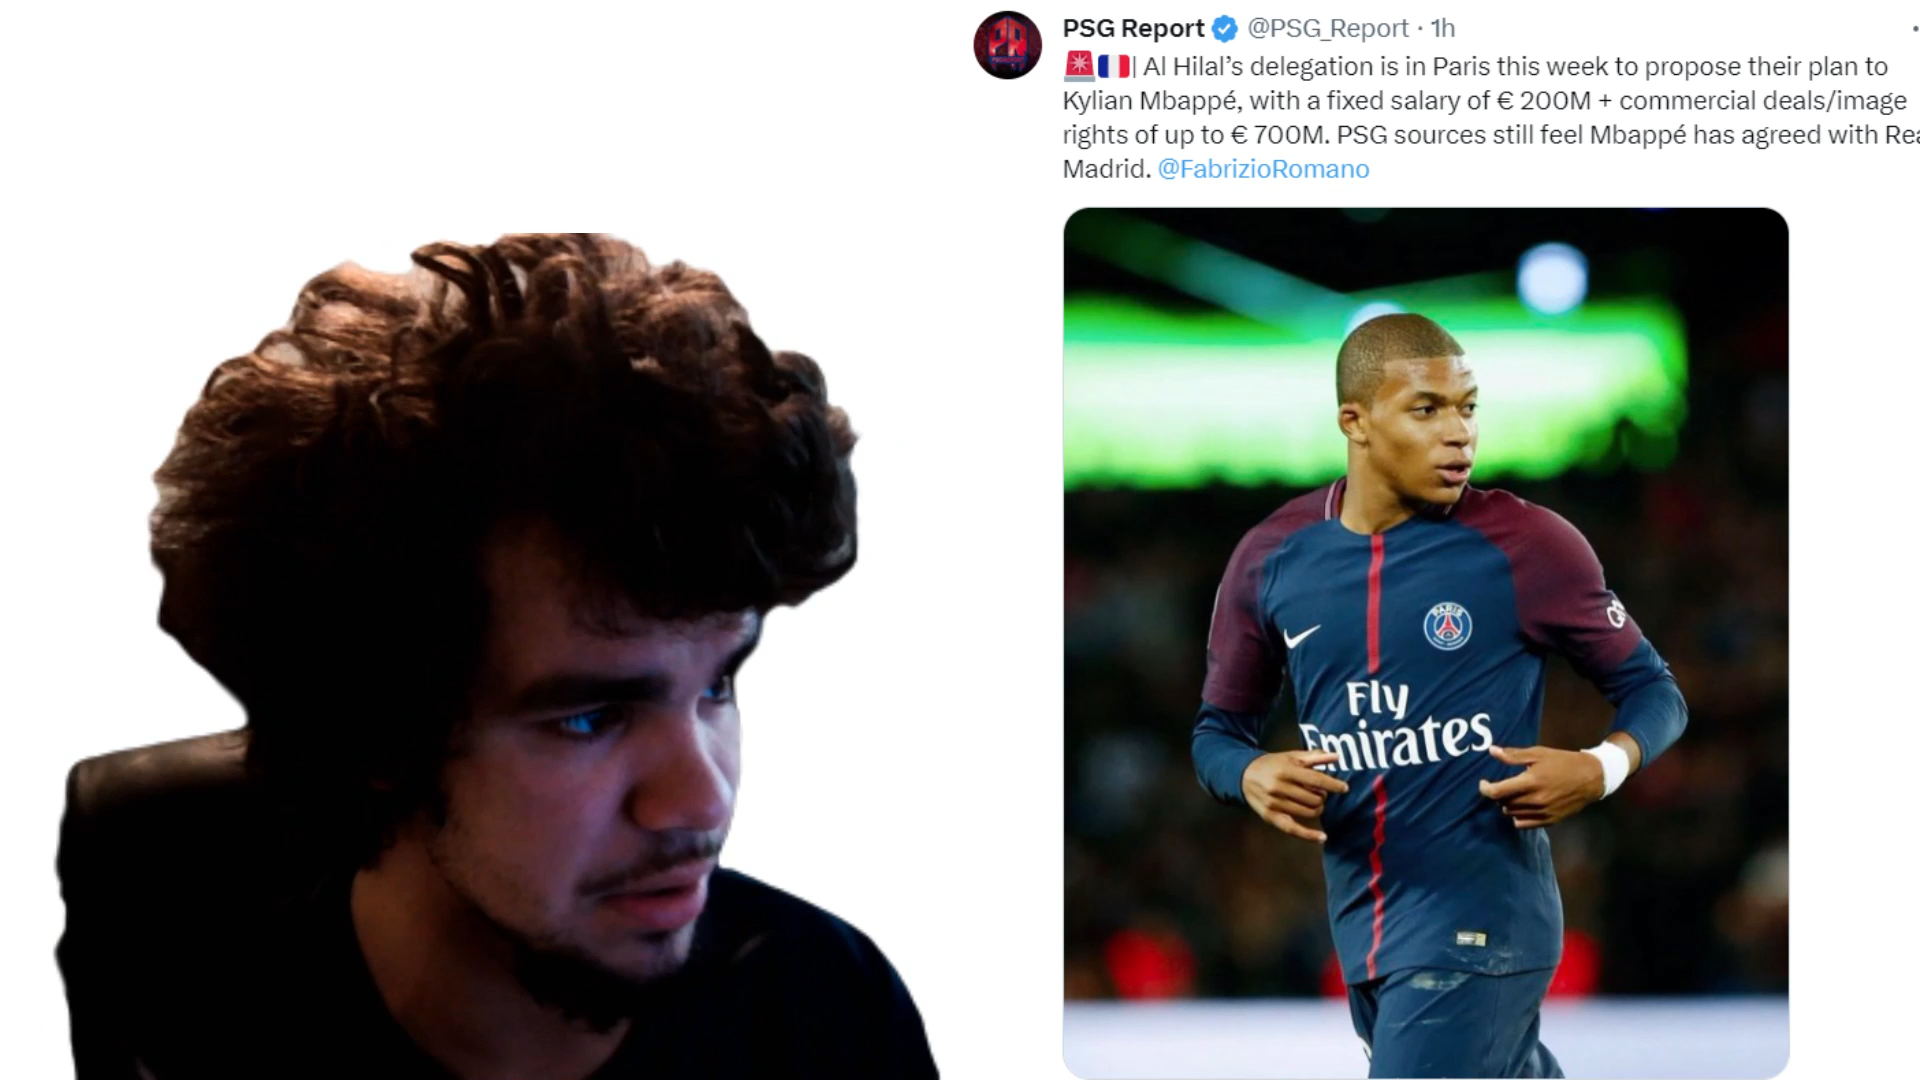 PSG Report @PSG_Report · 1h
| Al Hilal’s delegation is in Paris this week to propose their plan to
Kylian Mbappé, with a fixed salary of € 200M + commercial deals/image
rights of up to € 700M. PSG sources still feel Mbappé has agreed with
Madrid. @FabrizioRomano
PARIS
Fly
Emirates